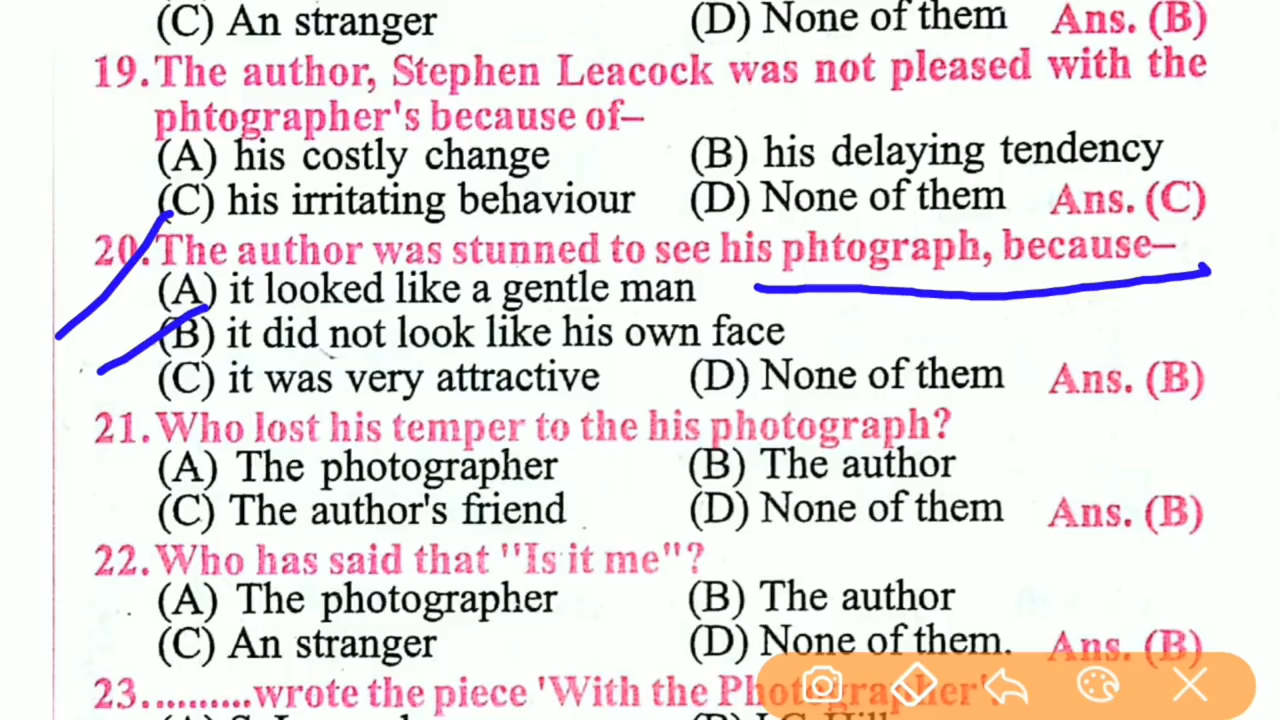 (C) An stranger (D) None of them Ans. (B)
19. The author, Stephen Leacock was not pleased with the
phtographer's because of–
(A) his costly change (B) his delaying tendency
(C) his irritating behaviour (D) None of them Ans. (C)
20. The author was stunned to see his phtograph, because–
(A) it looked like a gentle man
(B) it did not look like his own face
(C) it was very attractive (D) None of them Ans. (B)
21. Who lost his temper to the his photograph?
(A) The photographer (B) The author
(C) The author's friend (D) None of them Ans. (B)
22. Who has said that "Is it me"?
(A) The photographer (B) The author
(C) An stranger (D) None of them. Ans. (B)
23..........wrote the piece 'With the Photographer'.